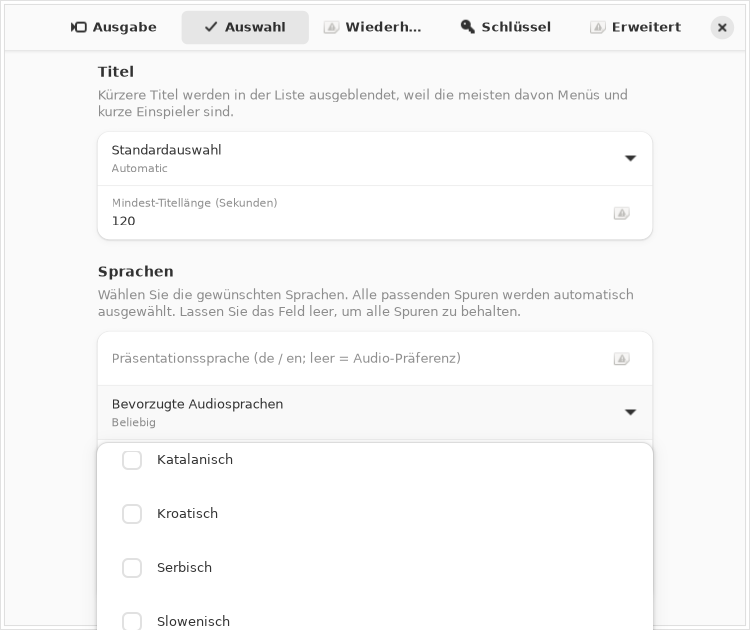 Ausgabe
Auswahl
Wiederh...
Schlüssel
Erweitert
Titel
Kürzere Titel werden in der Liste ausgeblendet, weil die meisten davon Menüs und
kurze Einspieler sind.
Standardauswahl
Automatic
Mindest-Titellänge (Sekunden)
120
Sprachen
Wählen Sie die gewünschten Sprachen. Alle passenden Spuren werden automatisch
ausgewählt. Lassen Sie das Feld leer, um alle Spuren zu behalten.
Präsentationssprache (de / en; leer = Audio-Präferenz)
Bevorzugte Audiosprachen
Beliebig
Katalanisch
Kroatisch
Serbisch
Slowenisch